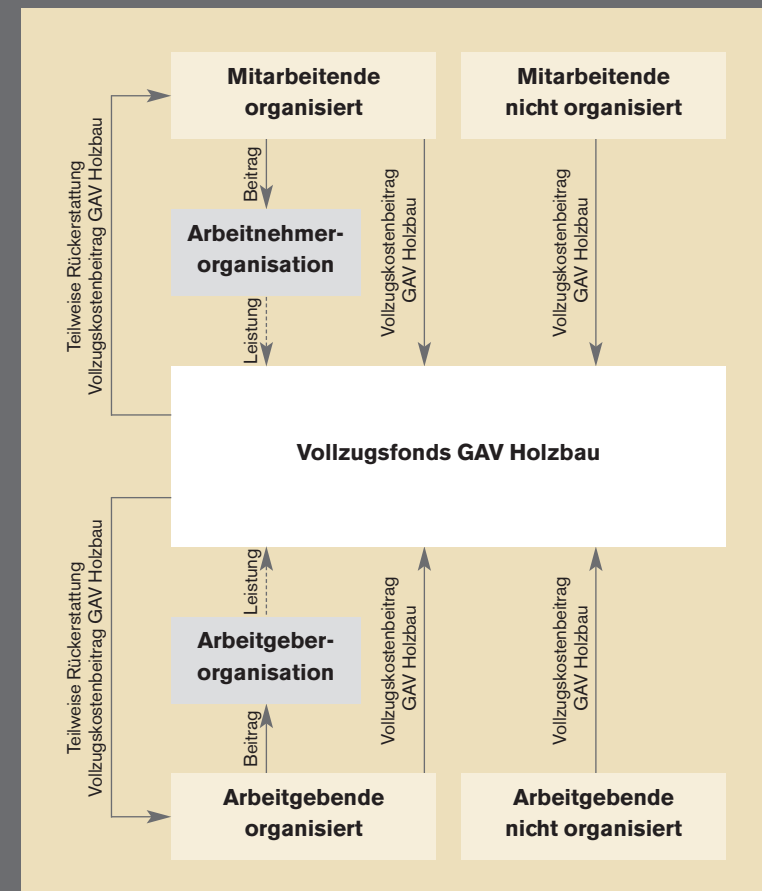 Mitarbeitende
organisiert
Mitarbeitende
nicht organisiert
Teilweise Rückerstattung
Vollzugskostenbeitrag GAV Holzbau
Beitrag
Arbeitnehmer-
organisation
Leistung
Vollzugskostenbeitrag
GAV Holzbau
Vollzugskostenbeitrag
GAV Holzbau
Vollzugsfonds GAV Holzbau
Teilweise Rückerstattung
Vollzugskostenbeitrag GAV Holzbau
Leistung
Arbeitgeber-
organisation
Beitrag
Vollzugskostenbeitrag
GAV Holzbau
Vollzugskostenbeitrag
GAV Holzbau
Arbeitgebende
organisiert
Arbeitgebende
nicht organisiert